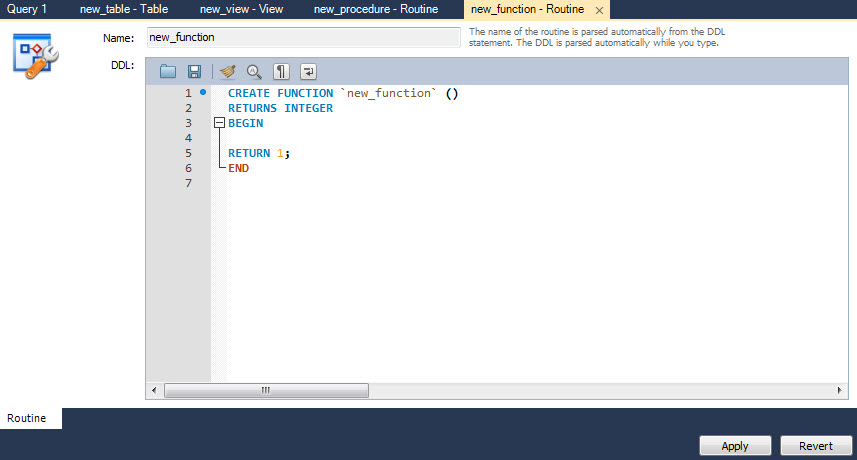 Query 1 new_table - Table new_view - View new_procedure - Routine new_function - Routine ×
Name: new_function The name of the routine is parsed automatically from the DDL
statement. The DDL is parsed automatically while you type.
DDL:
1 CREATE FUNCTION `new_function` ()
2 RETURNS INTEGER
3 BEGIN
4
5 RETURN 1;
6 END
7
Routine
Apply Revert